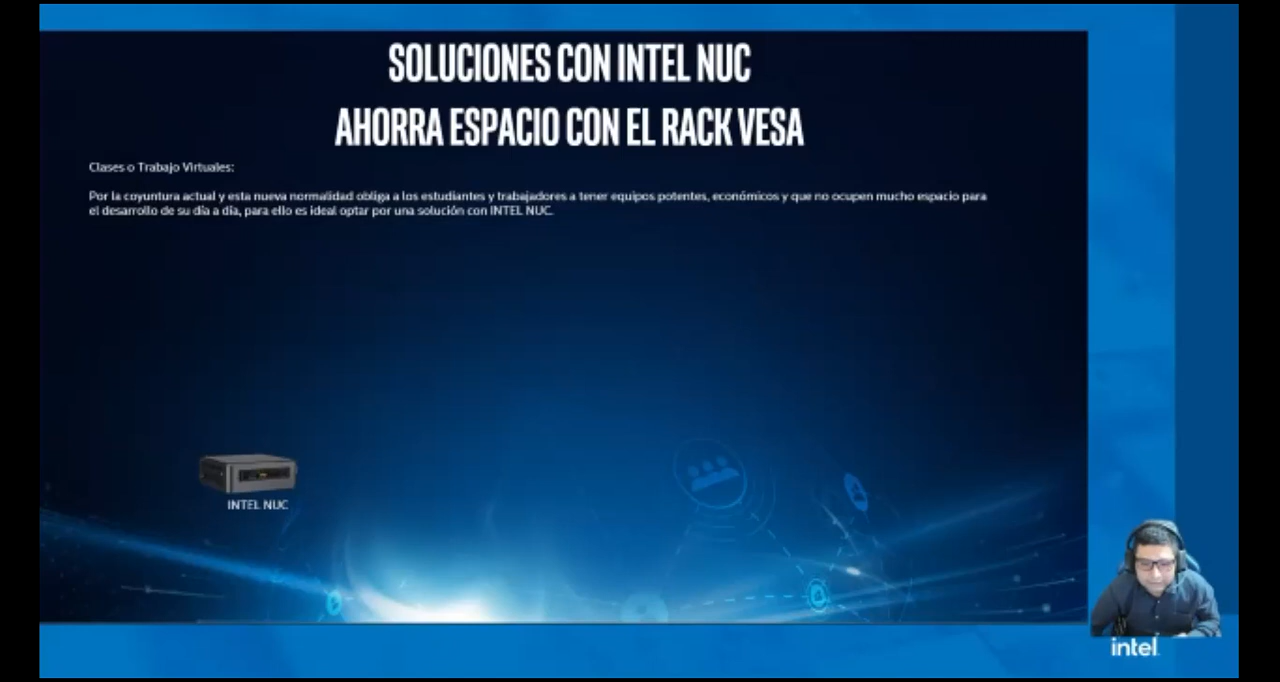 SOLUCIONES CON INTEL NUC
AHORRA ESPACIO CON EL RACK VESA
Clases o Trabajo Virtuales:
Por la coyuntura actual y esta nueva normalidad obliga a los estudiantes y trabajadores a tener equipos potentes, económicos y que no ocupen mucho espacio para
el desarrollo de su día a día, para ello es ideal optar por una solución con INTEL NUC.
INTEL NUC
intel